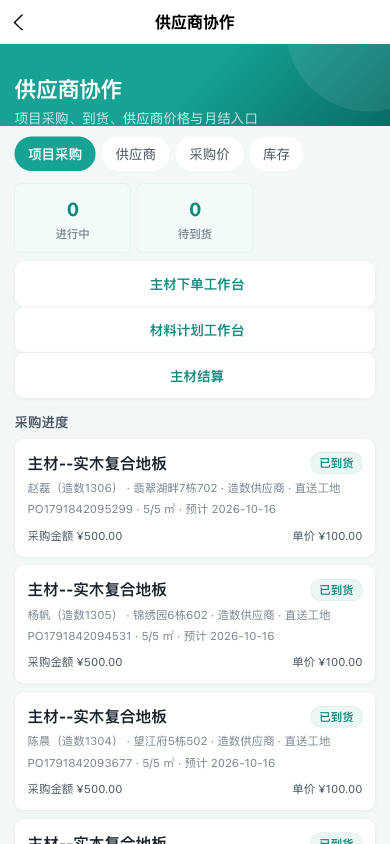 供应商协作
供应商协作
项目采购、到货、供应商价格与月结入口
项目采购 供应商 采购价 库存
0 0
进行中 待到货
主材下单工作台
材料计划工作台
主材结算
采购进度
主材--实木复合地板 已到货
赵磊（造数1306） · 翡翠湖畔7栋702 · 造数供应商 · 直送工地
PO1791842095299 · 5/5 ㎡ · 预计 2026-10-16
采购金额 ¥500.00 单价 ¥100.00
主材--实木复合地板 已到货
杨帆（造数1305） · 锦绣园6栋602 · 造数供应商 · 直送工地
PO1791842094531 · 5/5 ㎡ · 预计 2026-10-16
采购金额 ¥500.00 单价 ¥100.00
主材--实木复合地板 已到货
陈晨（造数1304） · 望江府5栋502 · 造数供应商 · 直送工地
PO1791842093677 · 5/5 ㎡ · 预计 2026-10-16
采购金额 ¥500.00 单价 ¥100.00
主材--实木复合地板 已到货